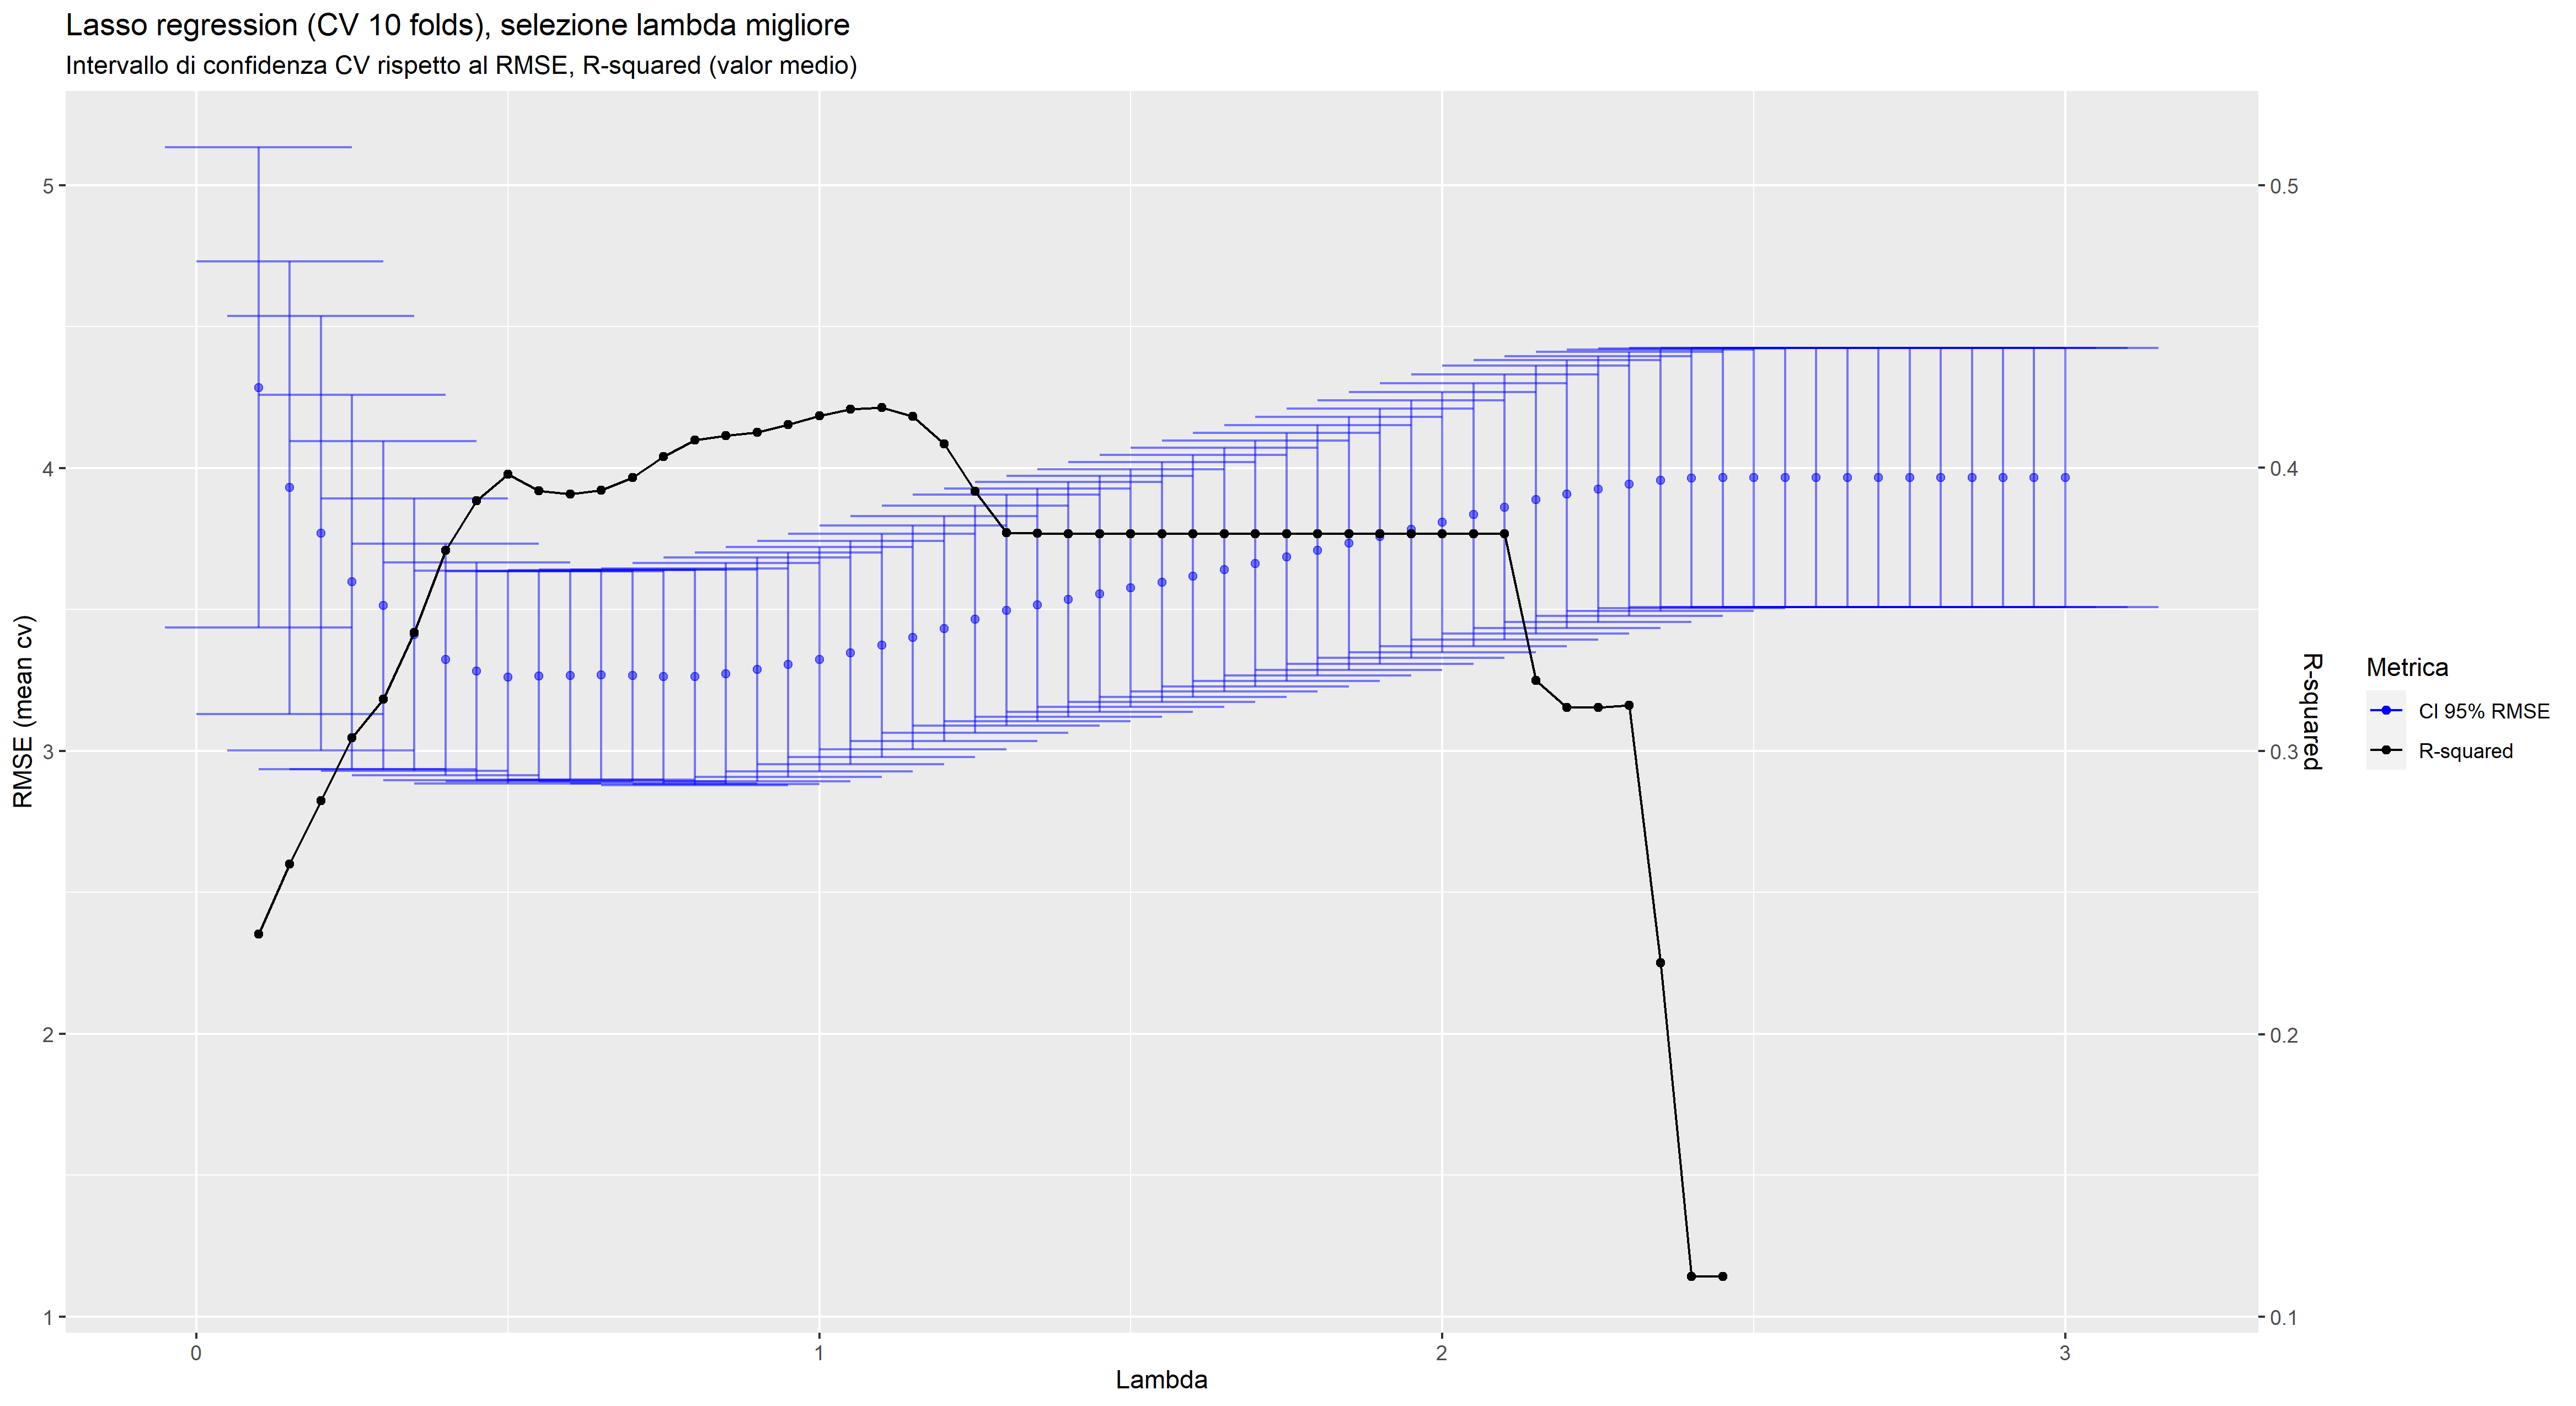 Lasso regression (CV 10 folds), selezione lambda migliore
Intervallo di confidenza CV rispetto al RMSE, R-squared (valor medio)
5
4
3
2
1
RMSE (mean cv)
0
1
2
3
Lambda
0.5
0.4
0.3
0.2
0.1
R-squared
Metrica
CI 95% RMSE
R-squared